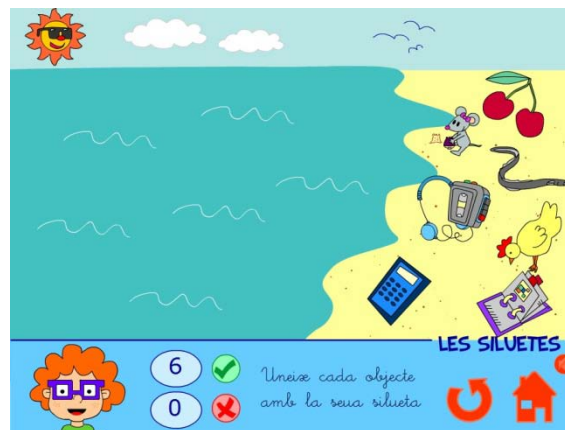 LES SILUETES
6
Uneix cada objecte
0
amb la seua silueta